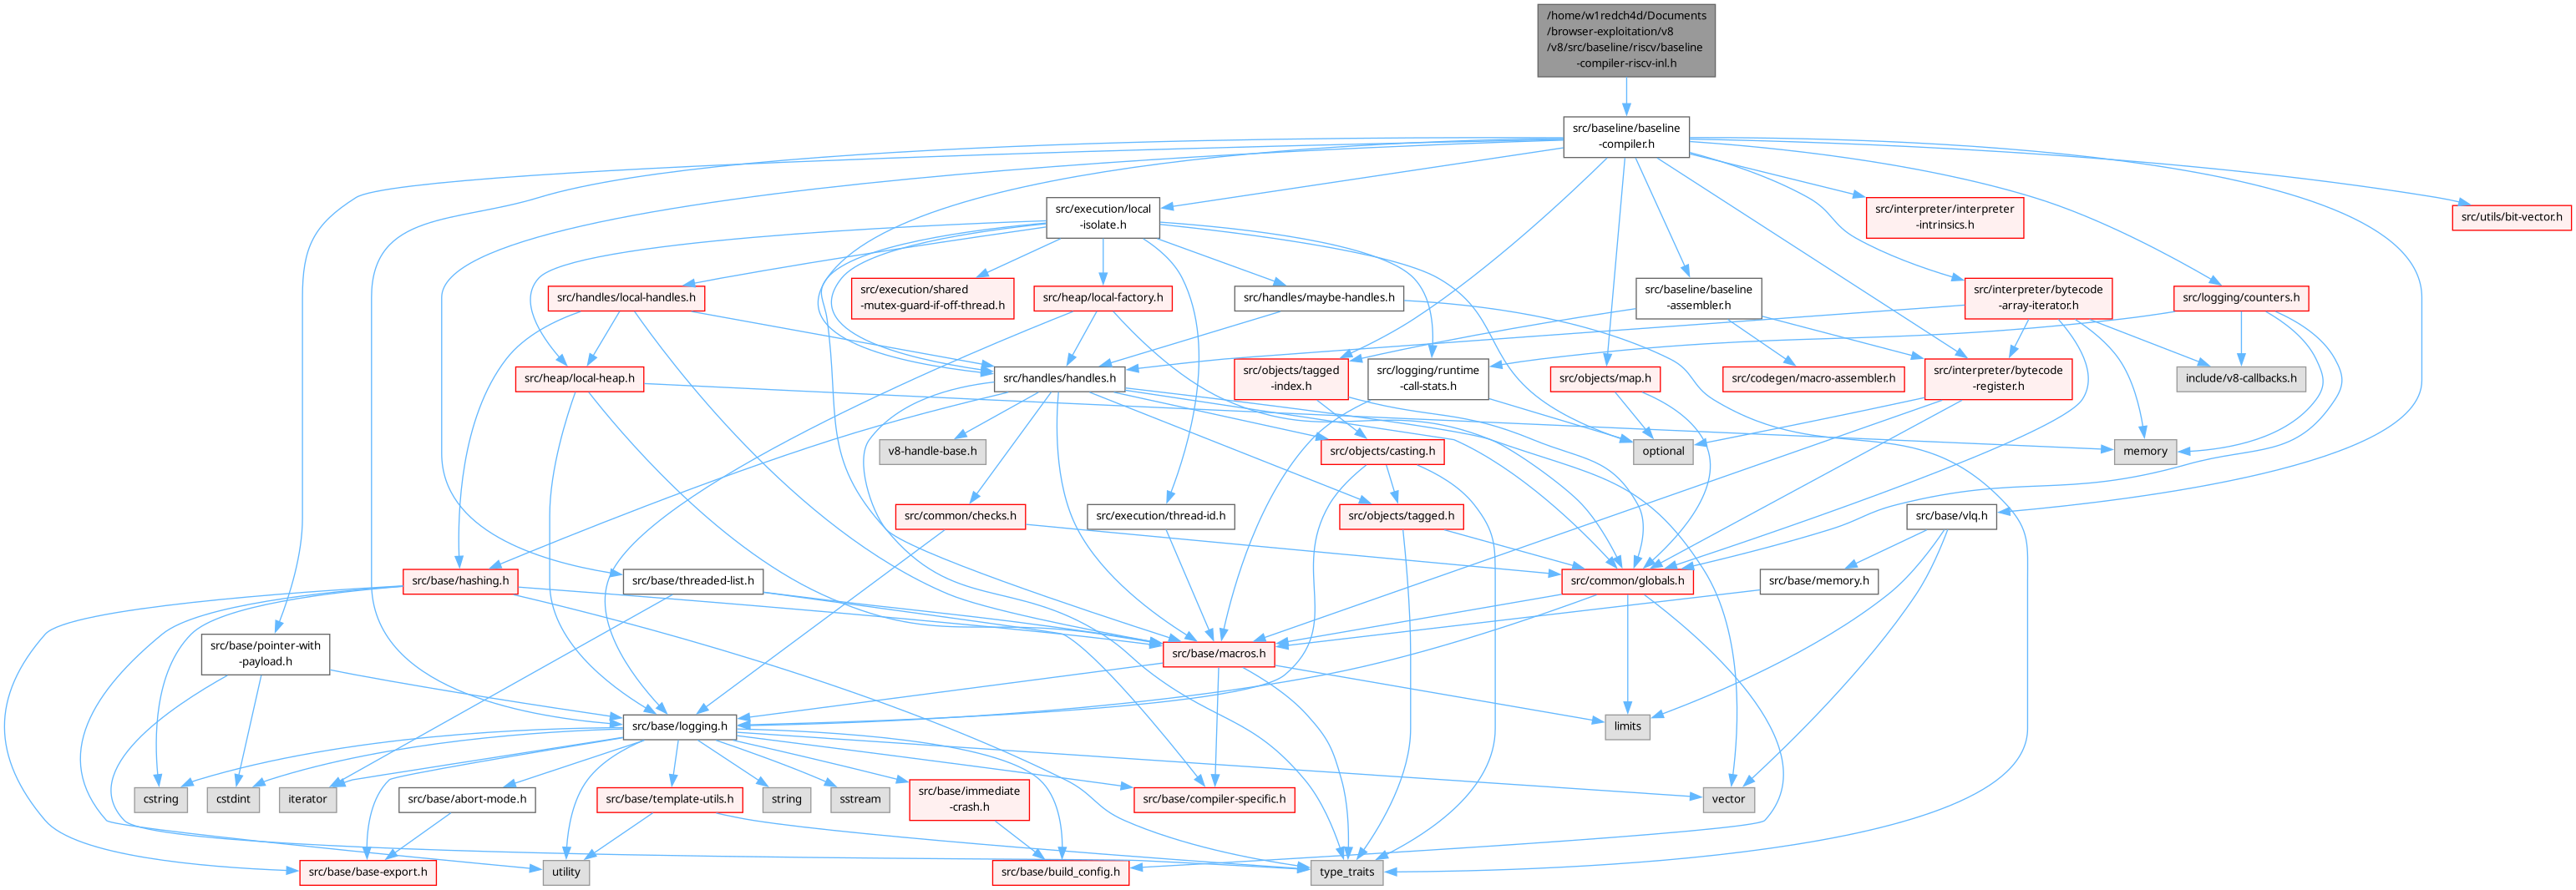 /home/w1redch4d/Documents
/browser-exploitation/v8
/v8/src/baseline/riscv/baseline
-compiler-riscv-inl.h
src/baseline/baseline
-compiler.h
src/execution/local
-isolate.h
src/interpreter/interpreter
-intrinsics.h
src/utils/bit-vector.h
src/handles/local-handles.h
src/execution/shared
-mutex-guard-if-off-thread.h
src/heap/local-factory.h
src/handles/maybe-handles.h
src/baseline/baseline
-assembler.h
src/interpreter/bytecode
-array-iterator.h
src/logging/counters.h
src/heap/local-heap.h
src/handles/handles.h
src/objects/tagged
-index.h
src/logging/runtime
-call-stats.h
src/objects/map.h
src/codegen/macro-assembler.h
src/interpreter/bytecode
-register.h
include/v8-callbacks.h
v8-handle-base.h
src/objects/casting.h
optional
memory
src/common/checks.h
src/execution/thread-id.h
src/objects/tagged.h
src/base/vlq.h
src/base/hashing.h
src/base/threaded-list.h
src/common/globals.h
src/base/memory.h
src/base/pointer-with
-payload.h
src/base/macros.h
src/base/logging.h
limits
cstring
cstdint
iterator
src/base/abort-mode.h
src/base/template-utils.h
string
sstream
src/base/immediate
-crash.h
src/base/compiler-specific.h
vector
src/base/base-export.h
utility
src/base/build_config.h
type_traits